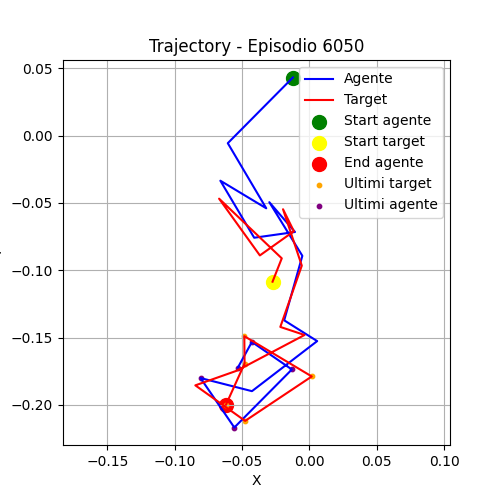 Trajectory - Episodio 6050
Agente
Target
Start agente
Start target
End agente
Ultimi target
Ultimi agente
0.05
0.00
−0.05
−0.10
−0.15
−0.20
−0.15
−0.10
−0.05
0.00
0.05
0.10
X